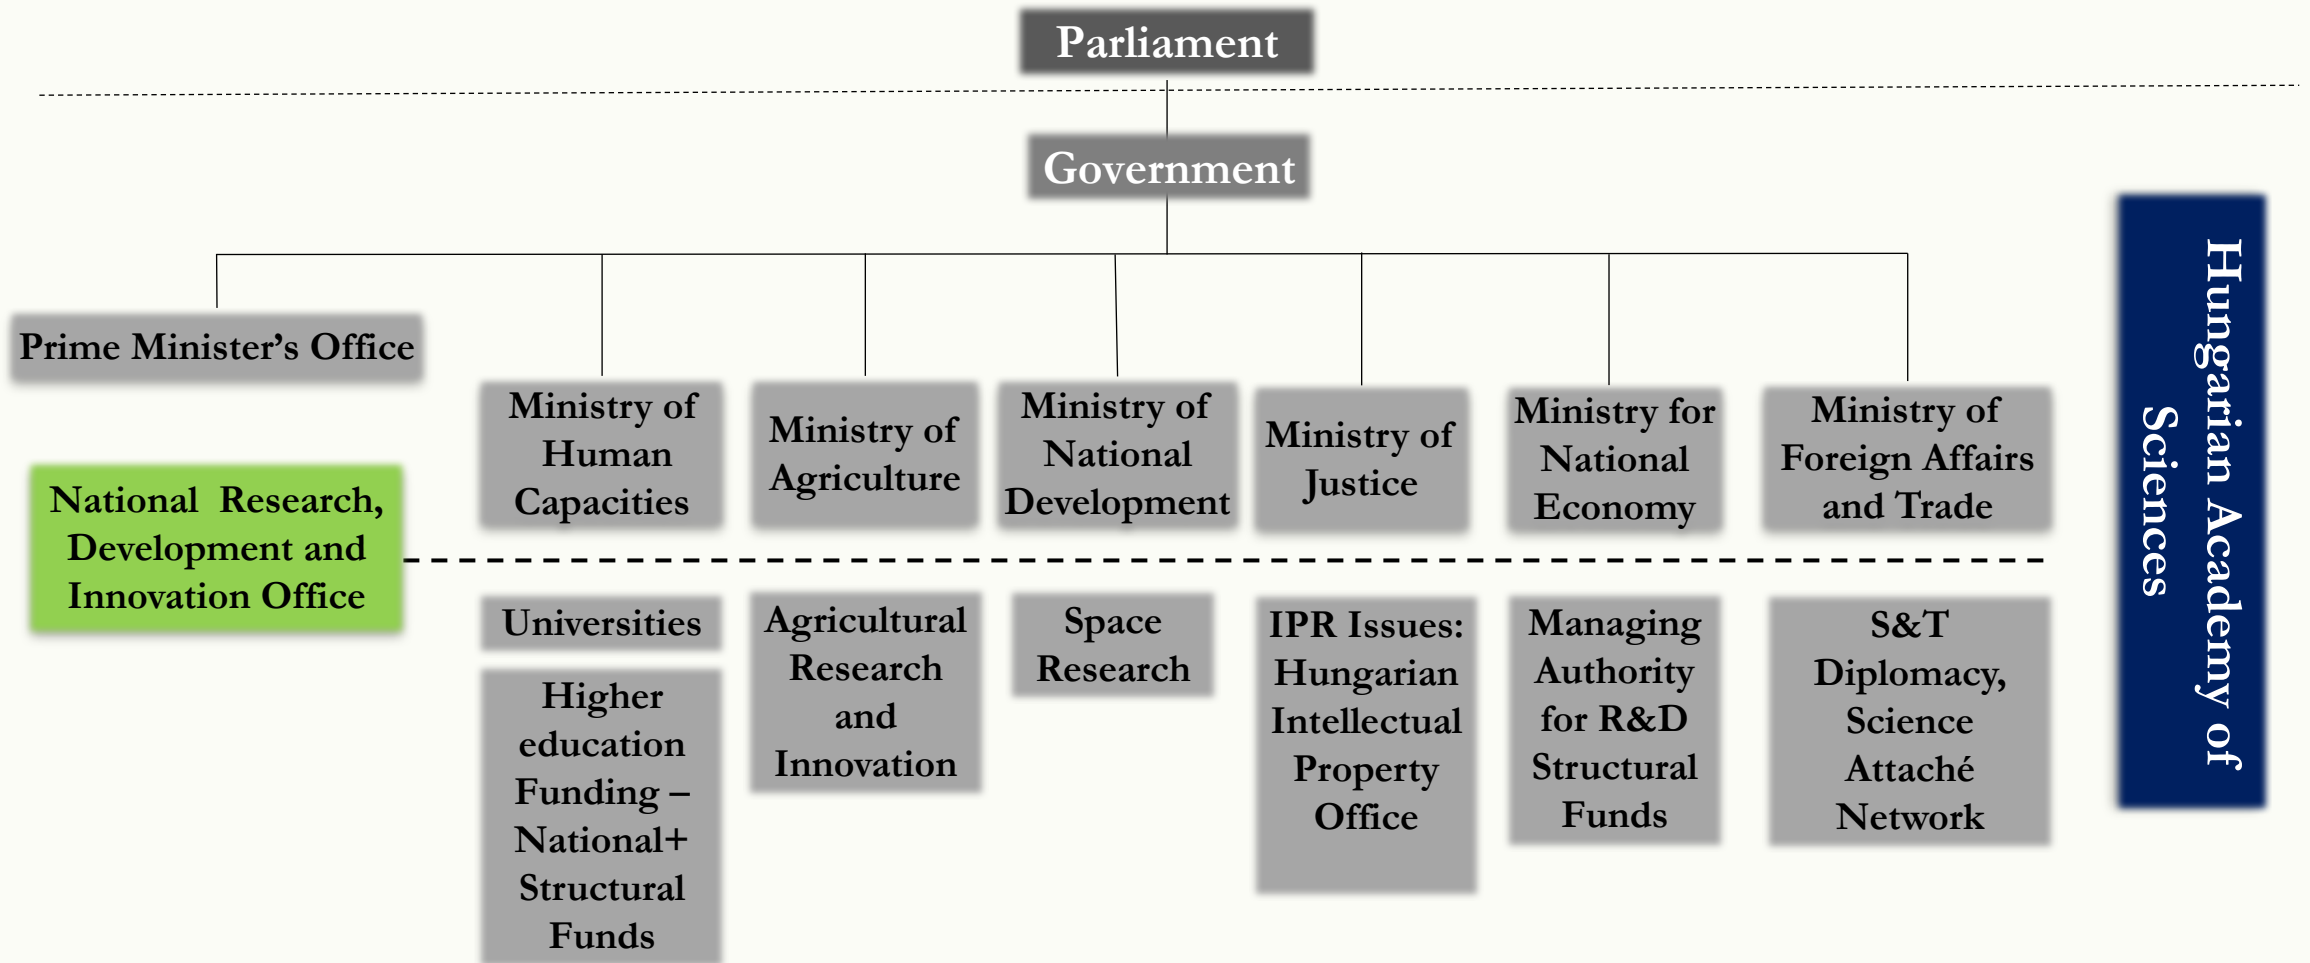 Parliament
Government
Prime Minister’s Office
Ministry of
Human
Capacities
Ministry of
Agriculture
Ministry of
National
Development
Ministry of
Justice
Ministry for
National
Economy
Ministry of
Foreign Affairs
and Trade
National  Research,
Development and
Innovation Office
Universities
Higher
education
Funding –
National+
Structural
Funds
Agricultural
Research
and
Innovation
Space
Research
IPR Issues:
Hungarian
Intellectual
Property
Office
Managing
Authority
for R&D
Structural
Funds
S&T
Diplomacy,
Science
Attaché
Network
Hungarian Academy of
Sciences